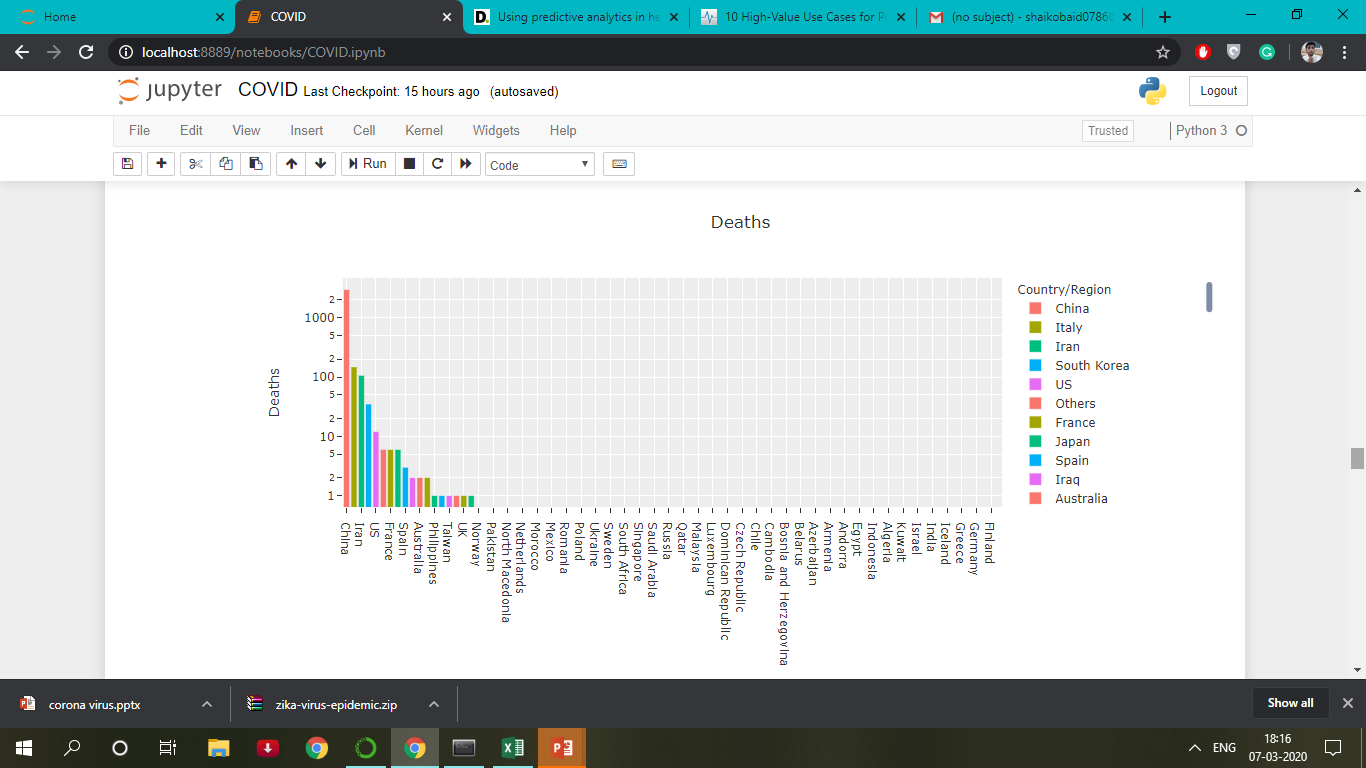 Home
COVID
Using predictive analytics in he
10 High-Value Use Cases for P
(no subject) - shaikobaid0786
localhost:8889/notebooks/COVID.ipynb
jupyter COVID Last Checkpoint: 15 hours ago (autosaved)
Logout
File Edit View Insert Cell Kernel Widgets Help
Trusted
Python 3
Run
Code
Deaths
Deaths
2
1000
5
2
100
5
2
10
5
2
1
China
Iran
US
France
Spain
Australia
Philippines
Taiwan
UK
Norway
Pakistan
North Macedonia
Netherlands
Morocco
Mexico
Romania
Poland
Ukraine
Sweden
South Africa
Singapore
Saudi Arabia
Russia
Qatar
Malaysia
Luxembourg
Dominican Republic
Czech Republic
Chile
Cambodia
Bosnia and Herzegovina
Belarus
Azerbaijan
Armenia
Andorra
Egypt
Indonesia
Algeria
Kuwait
Israel
India
Iceland
Greece
Germany
Finland
Country/Region
China
Italy
Iran
South Korea
US
Others
France
Japan
Spain
Iraq
Australia
corona virus.pptx
zika-virus-epidemic.zip
Show all
ENG
18:16
07-03-2020